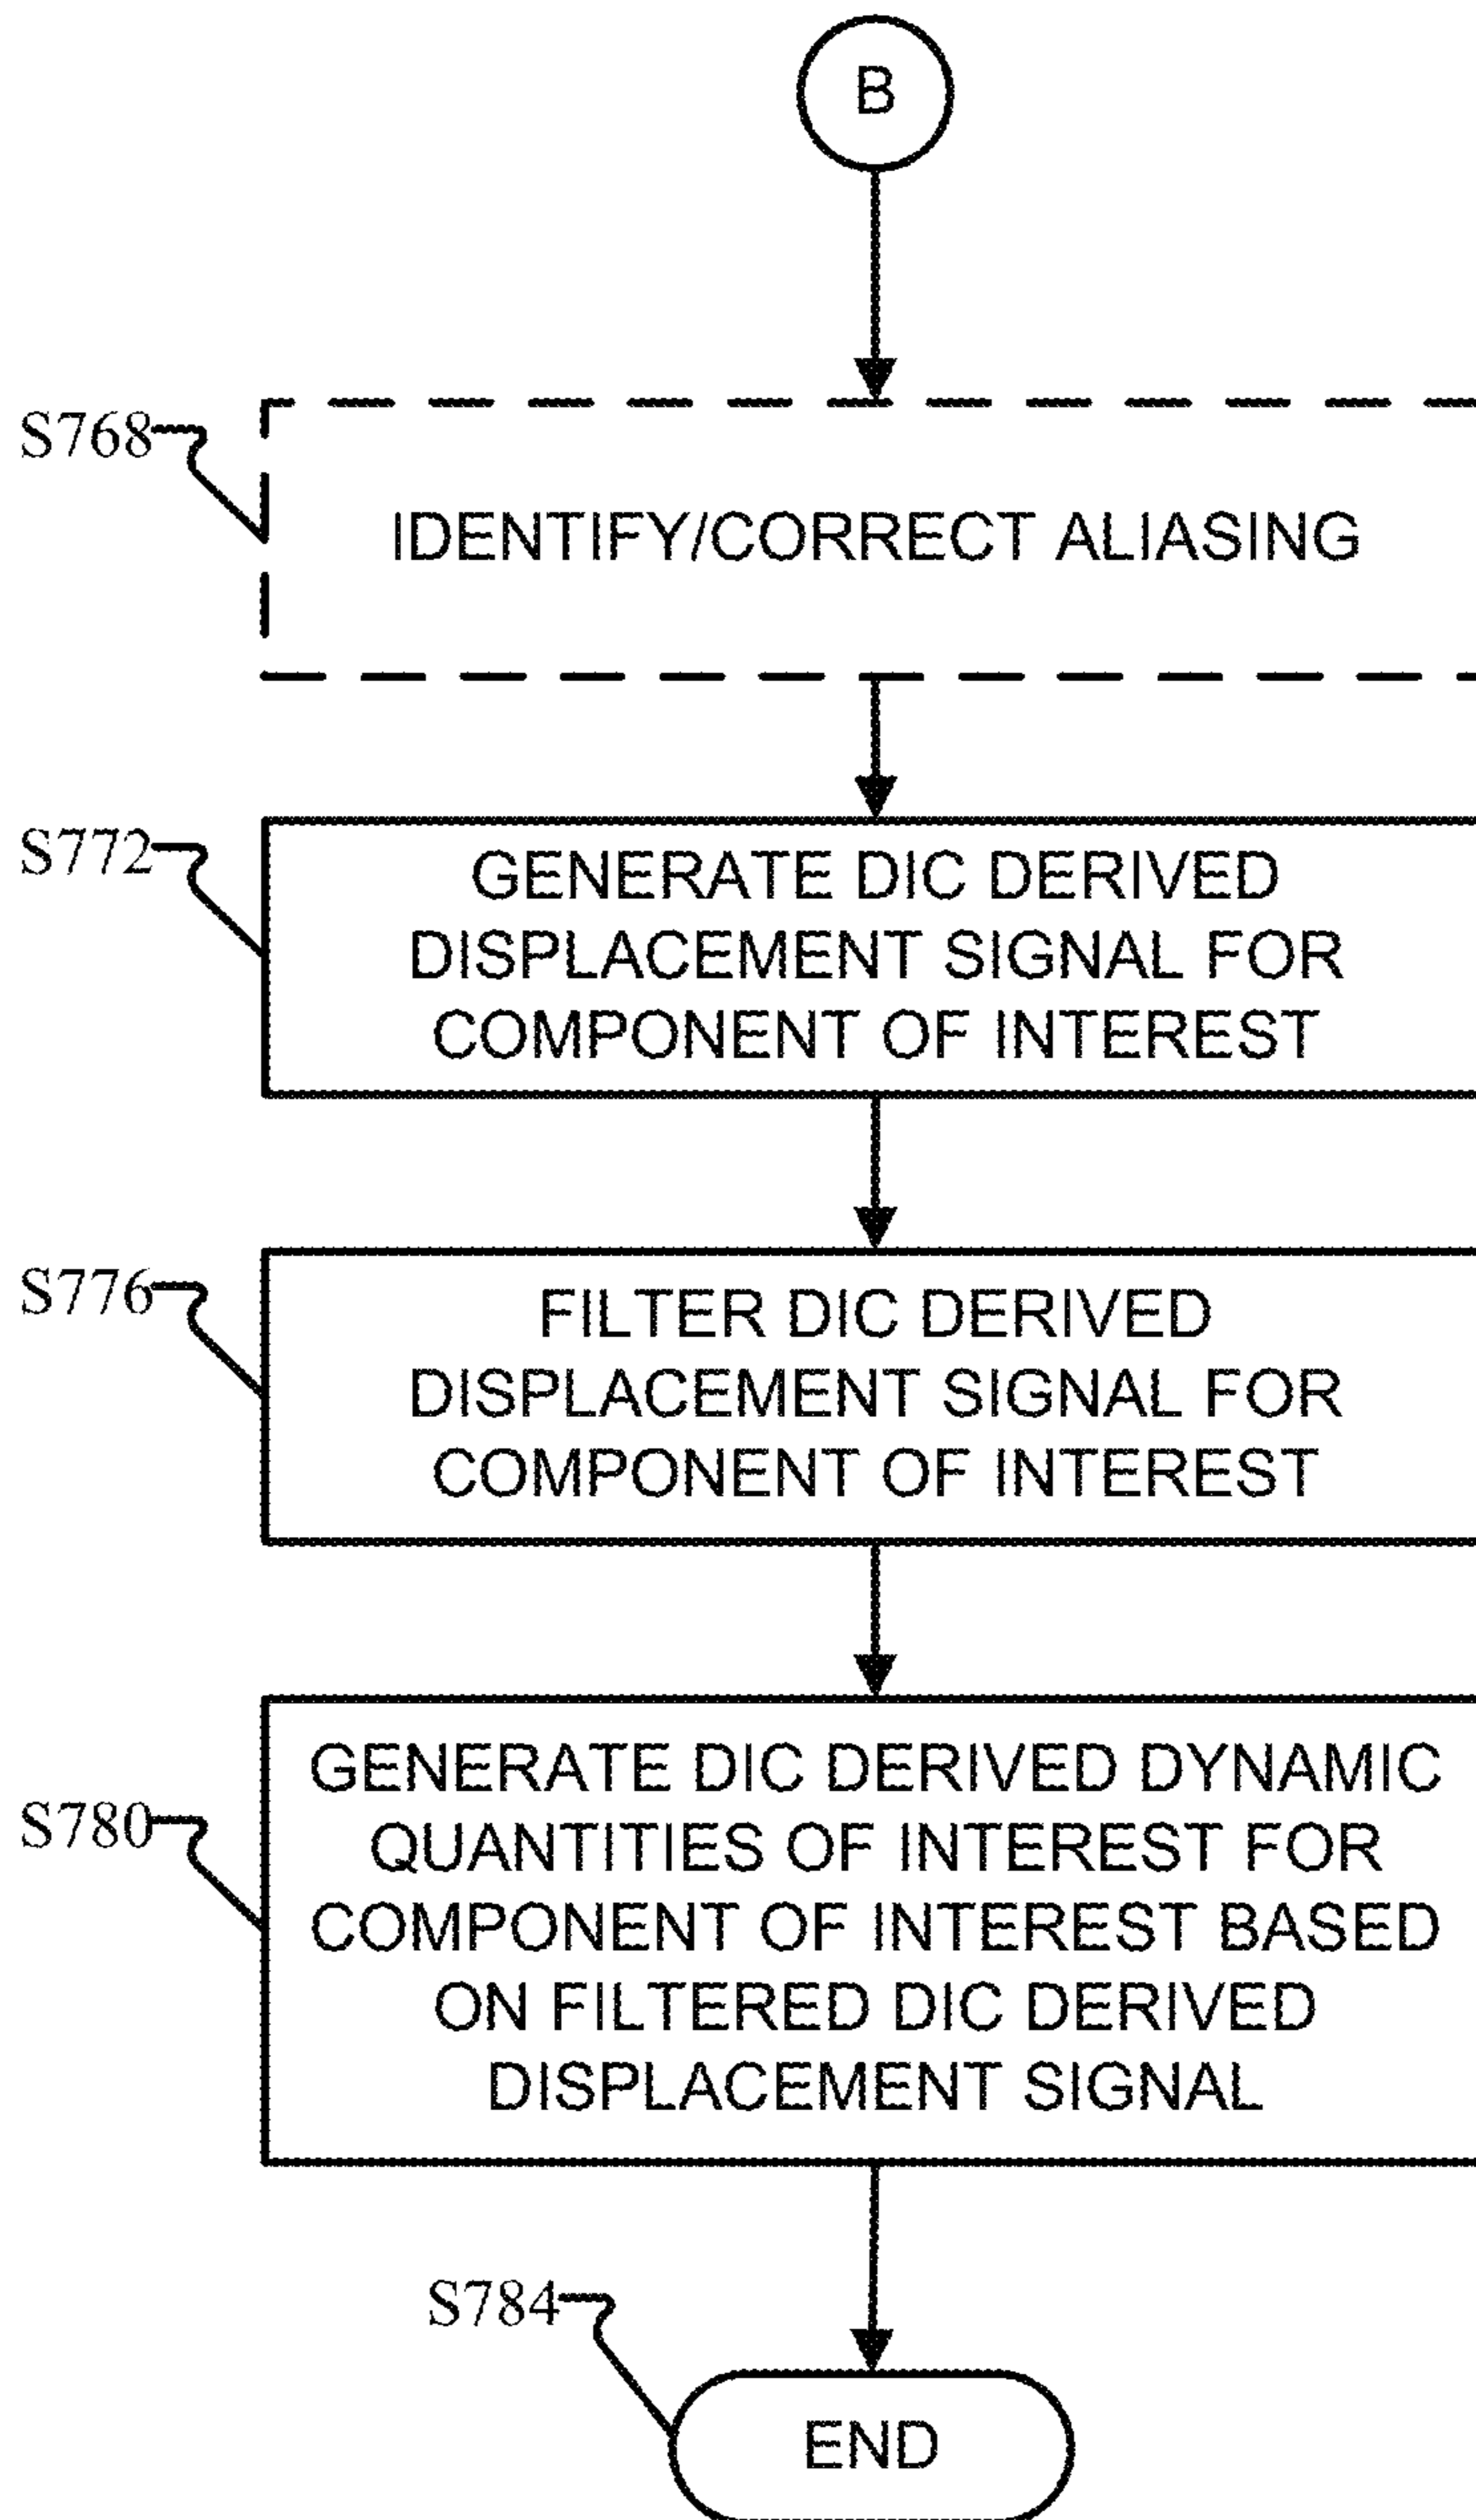 B
S768
IDENTIFY/CORRECT ALIASING
S772
GENERATE DIC DERIVED
DISPLACEMENT SIGNAL FOR
COMPONENT OF INTEREST
S776
FILTER DIC DERIVED
DISPLACEMENT SIGNAL FOR
COMPONENT OF INTEREST
S780
GENERATE DIC DERIVED DYNAMIC
QUANTITIES OF INTEREST FOR
COMPONENT OF INTEREST BASED
ON FILTERED DIC DERIVED
DISPLACEMENT SIGNAL
S784
END